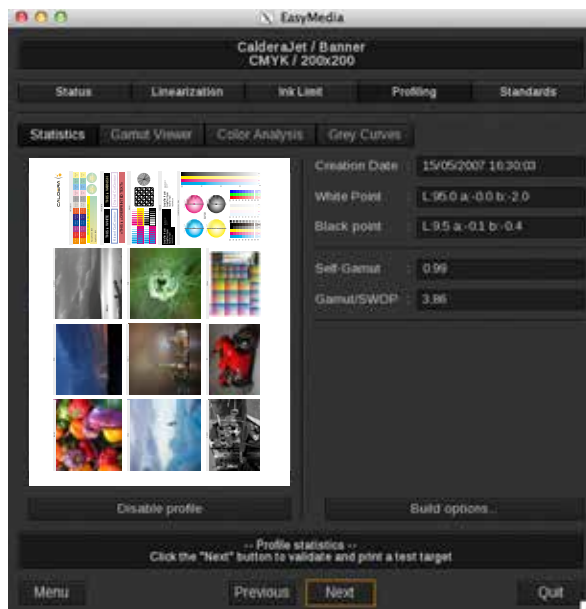 EasyMedia
CalderaJet / Banner
CMYK / 200x200
Status Linearization Ink Limit Profiling Standards
Statistics Gamut Viewer Color Analysis Grey Curves
Creation Date : 15/05/2007 16:30:03
White Point : L:95.0 a:-0.0 b:-2.0
Black point : L:9.5 a:-0.1 b:-0.4
Self-Gamut : 0.99
Gamut/SWOP : 3.86
CALDERA
Disable profile Build options...
-- Profile statistics --
Click the "Next" button to validate and print a test target
Menu Previous Next Quit